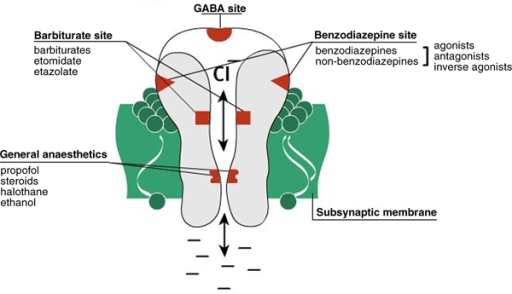 GABA site
Barbiturate site
barbiturates
etomidate
etazolate
Benzodiazepine site
benzodiazepines
non-benzodiazepines
agonists
antagonists
inverse agonists
Cl⁻
General anaesthetics
propofol
steroids
halothane
ethanol
Subsynaptic membrane